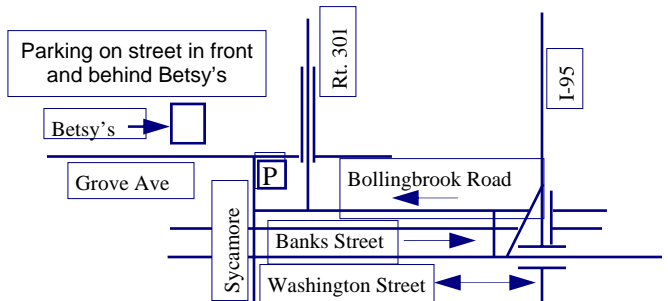 Parking on street in front
and behind Betsy's
Rt. 301
I-95
Betsy's
P
Grove Ave
Bollingbrook Road
Sycamore
Banks Street
Washington Street